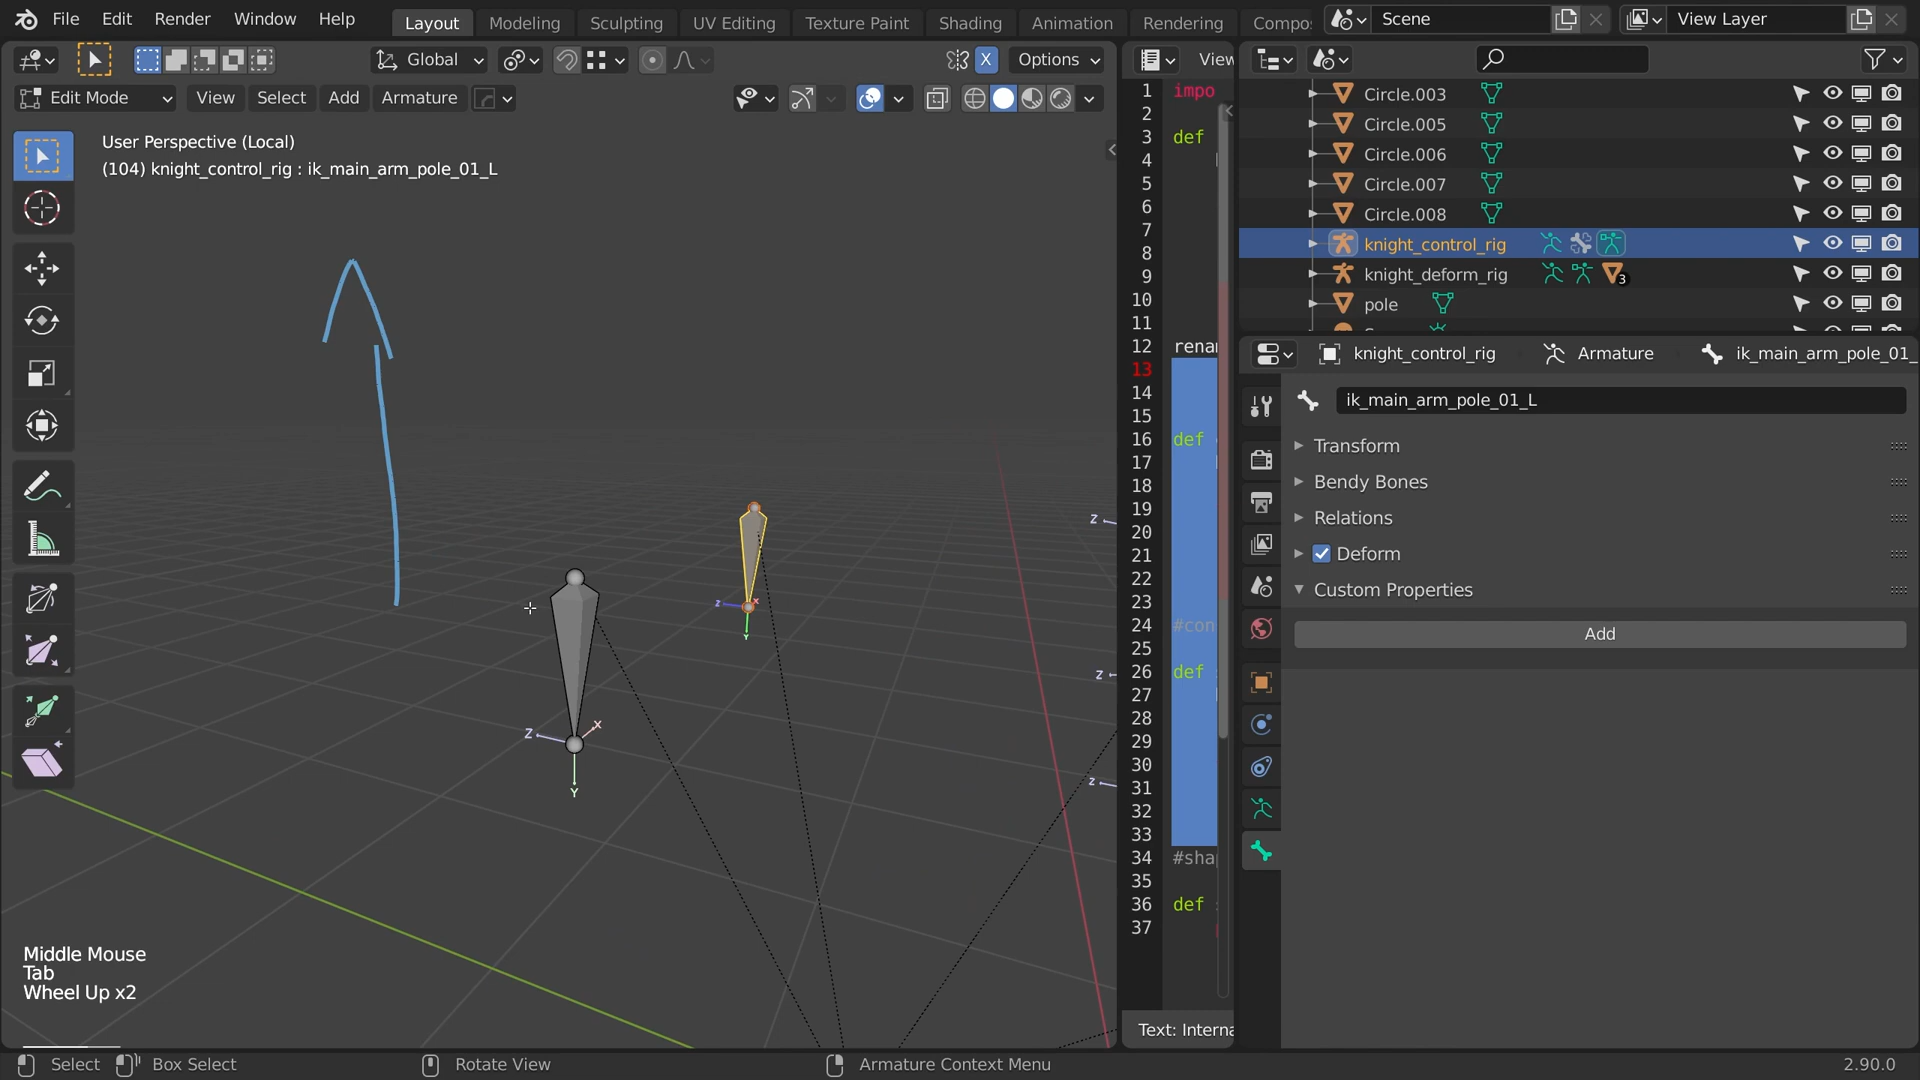 File Edit Render Window Help
Layout Modeling Sculpting UV Editing Texture Paint Shading Animation Rendering Compo
Scene
View Layer
Global
X
Options
View
Edit Mode
View Select Add Armature
User Perspective (Local)
(104) knight_control_rig : ik_main_arm_pole_01_L
1 impo
2
3 def
4
5
6
7
8
9
10
11
12 renam
13
14
15
16 def
17
18
19
20
21
22
23
24 #con
25
26 def
27
28
29
30
31
32
33
34 #sha
35
36 def
37
Text: Interna
Circle.003
Circle.005
Circle.006
Circle.007
Circle.008
knight_control_rig
knight_deform_rig 3
pole
knight_control_rig Armature ik_main_arm_pole_01_
ik_main_arm_pole_01_L
Transform
Bendy Bones
Relations
Deform
Custom Properties
Add
Z
z x
Y
Z
Z X
Y
Z
Middle Mouse
Tab
Wheel Up x2
Select Box Select Rotate View Armature Context Menu 2.90.0